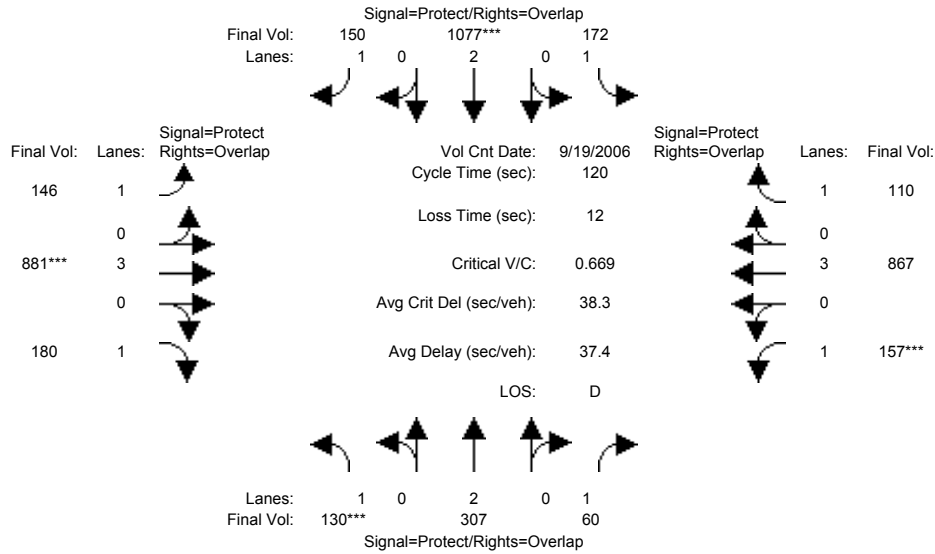 Signal=Protect/Rights=Overlap
Final Vol: 150 1077*** 172
Lanes: 1 0 2 0 1
Signal=Protect
Final Vol: Lanes: Rights=Overlap
Vol Cnt Date: 9/19/2006
Signal=Protect
Rights=Overlap Lanes: Final Vol:
Cycle Time (sec): 120
146 1
1 110
Loss Time (sec): 12
0
0
881*** 3
Critical V/C: 0.669
3 867
0
Avg Crit Del (sec/veh): 38.3
0
180 1
Avg Delay (sec/veh): 37.4
1 157***
LOS: D
Lanes: 1 0 2 0 1
Final Vol: 130*** 307 60
Signal=Protect/Rights=Overlap